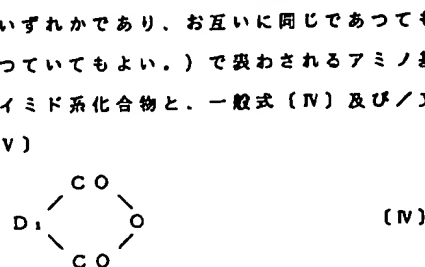 いずれかであり、お互いに同じであつても
つていてもよい。)で表わされるアミノ基
イミド系化合物と、一般式〔Ⅳ〕及び/又
Ⅴ〕
CO
D₁ O 〔Ⅳ〕
CO